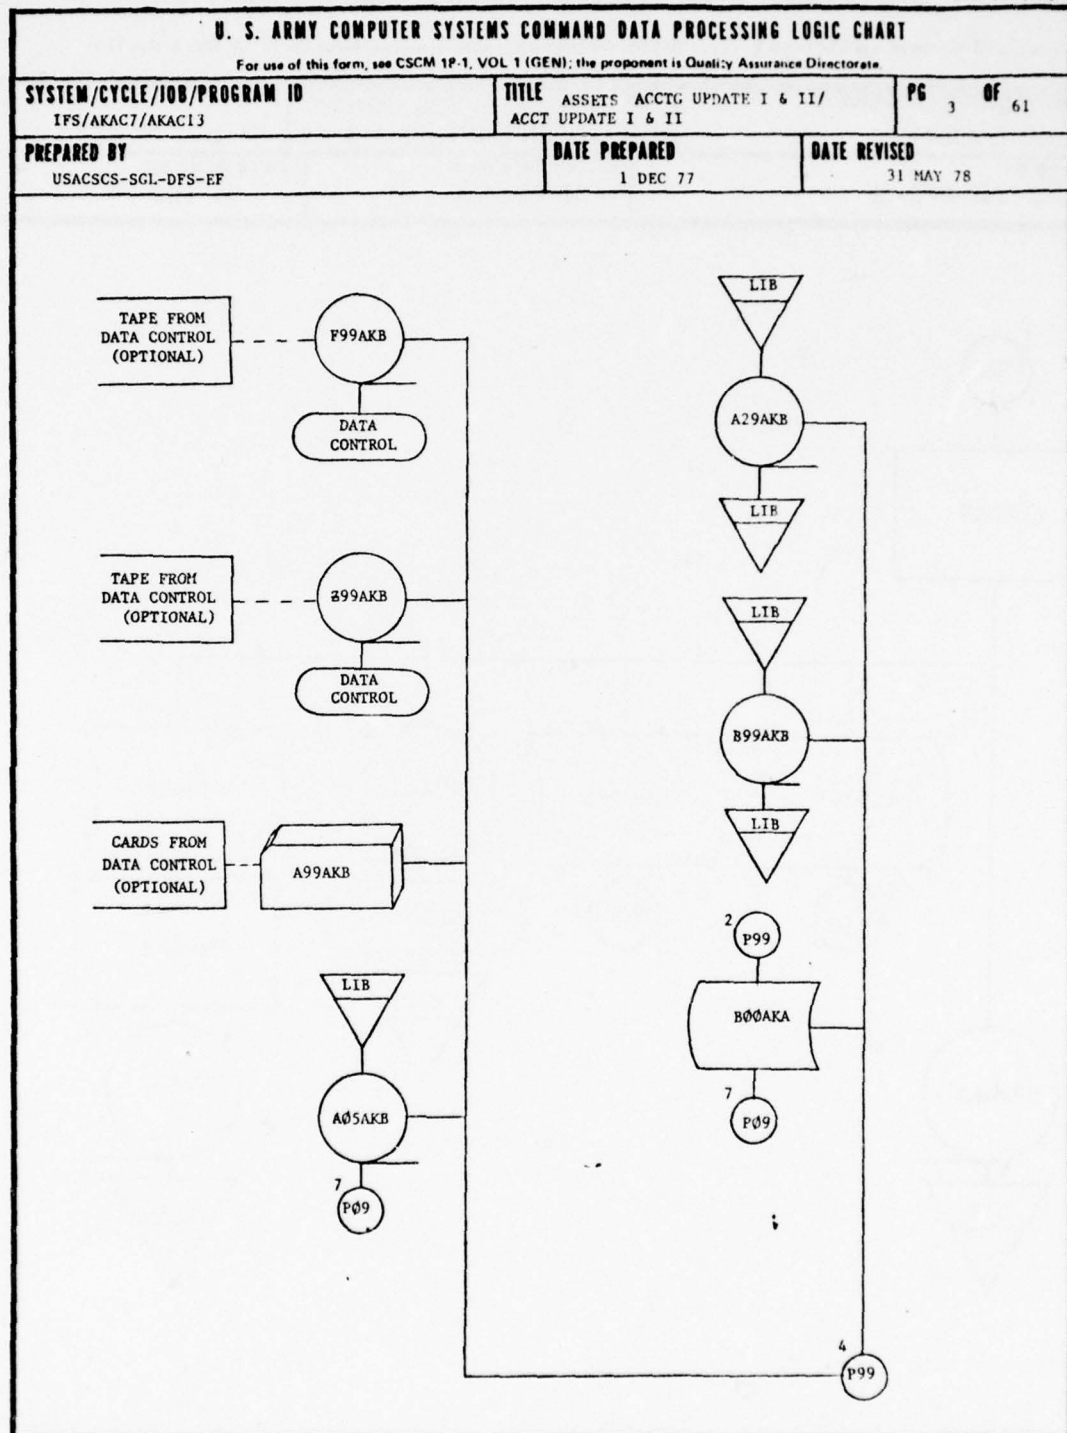 U. S. ARMY COMPUTER SYSTEMS COMMAND DATA PROCESSING LOGIC CHART
For use of this form, see CSCM 18-1, VOL 1 (GEN); the proponent is Quality Assurance Directorate.
SYSTEM/CYCLE/JOB/PROGRAM ID
IFS/AKAC7/AKAC13
TITLE ASSETS ACCTG UPDATE I & II/
ACCT UPDATE I & II
PG 3 OF 61
PREPARED BY
USACSCS-SGL-DFS-EF
DATE PREPARED
1 DEC 77
DATE REVISED
31 MAY 78
TAPE FROM
DATA CONTROL
(OPTIONAL)
F99AKB
DATA
CONTROL
TAPE FROM
DATA CONTROL
(OPTIONAL)
Z99AKB
DATA
CONTROL
CARDS FROM
DATA CONTROL
(OPTIONAL)
A99AKB
LIB
AØ5AKB
7
PØ9
LIB
A29AKB
LIB
LIB
B99AKB
LIB
2
P99
BØØAKA
7
PØ9
4
P99